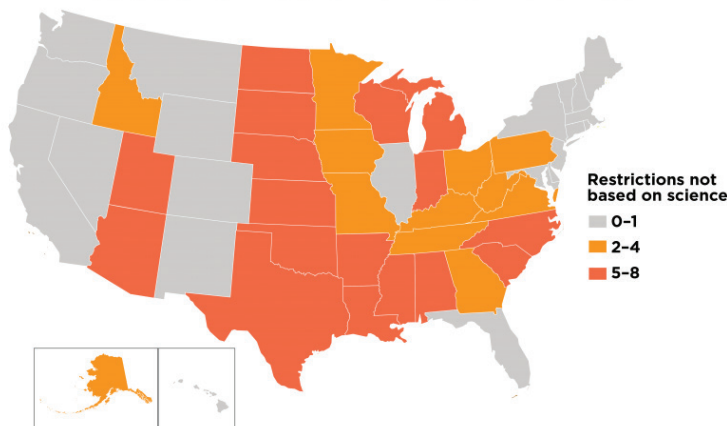 Restrictions not
based on science
0–1
2–4
5–8